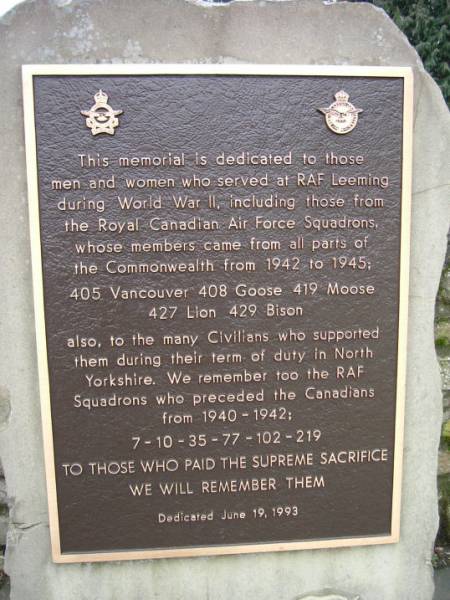 This memorial is dedicated to those
men and women who served at RAF Leeming
during World War II, including those from
the Royal Canadian Air Force Squadrons,
whose members came from all parts of
the Commonwealth from 1942 to 1945;
405 Vancouver 408 Goose 419 Moose
427 Lion 429 Bison
also, to the many Civilians who supported
them during their term of duty in North
Yorkshire. We remember too the RAF
Squadrons who preceded the Canadians
from 1940-1942;
7-10-35-77-102-219
TO THOSE WHO PAID THE SUPREME SACRIFICE
WE WILL REMEMBER THEM
Dedicated June 19, 1993